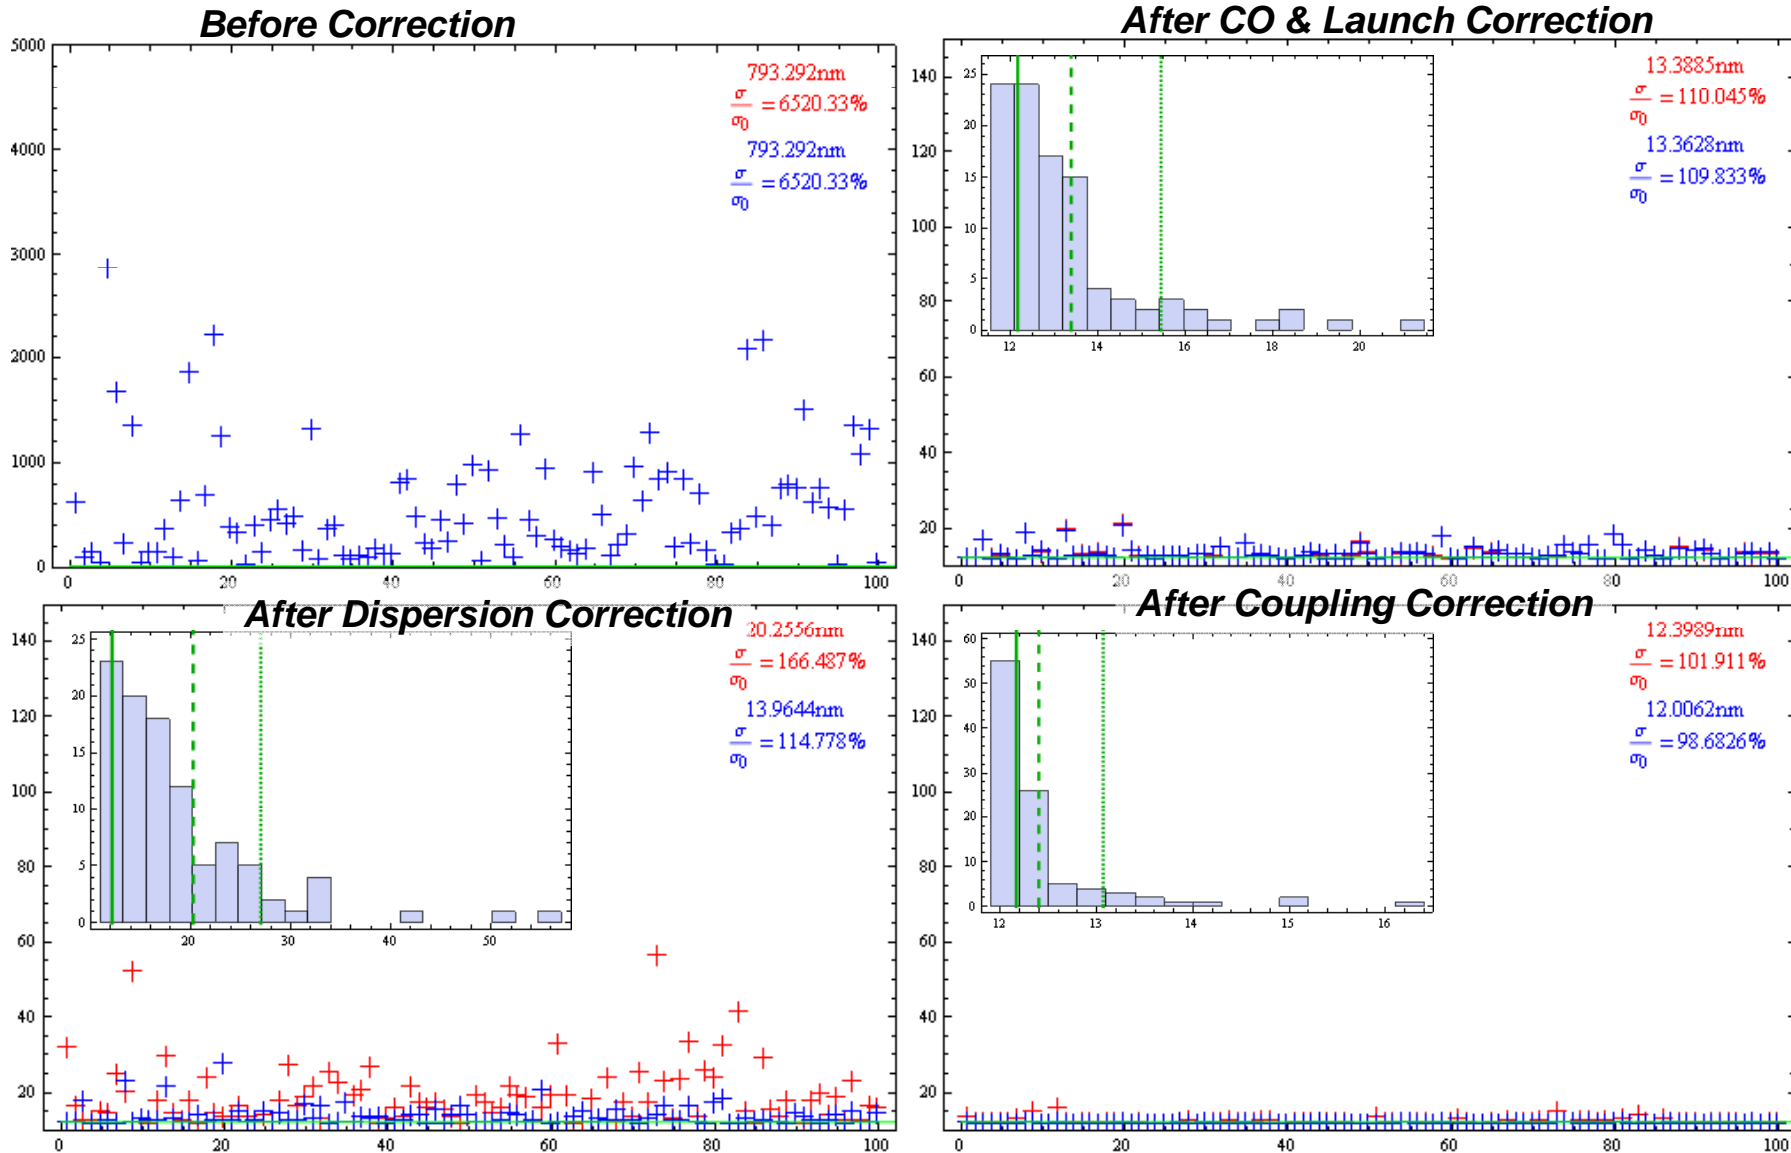 Before Correction
5000
4000
3000
2000
1000
0
0 20 40 60 80 100
793.292nm
σ/σ0 = 6520.33%
793.292nm
σ/σ0 = 6520.33%
After CO & Launch Correction
140
120
100
80
60
40
20
0 20 40 60 80 100
25
20
15
10
5
0
12 14 16 18 20
13.3885nm
σ/σ0 = 110.045%
13.3628nm
σ/σ0 = 109.833%
After Dispersion Correction
140
120
100
80
60
40
20
0 20 40 60 80 100
25
20
15
10
5
0
20 30 40 50
20.2556nm
σ/σ0 = 166.487%
13.9644nm
σ/σ0 = 114.778%
After Coupling Correction
140
120
100
80
60
40
20
0 20 40 60 80 100
60
50
40
30
20
10
0
12 13 14 15 16
12.3989nm
σ/σ0 = 101.911%
12.0062nm
σ/σ0 = 98.6826%